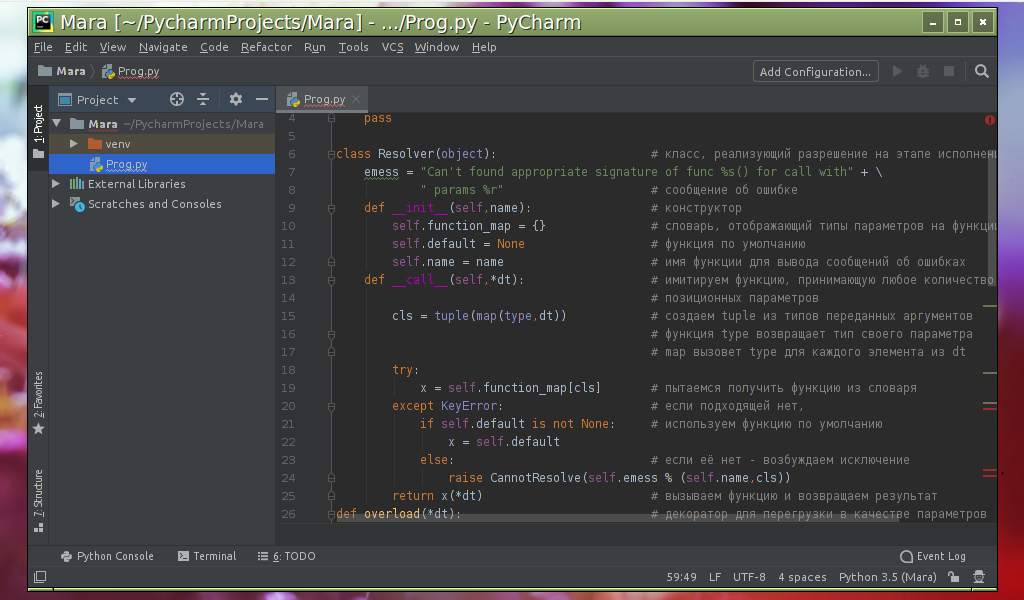 Mara [~/PycharmProjects/Mara] - .../Prog.py - PyCharm
File Edit View Navigate Code Refactor Run Tools VCS Window Help
Mara Prog.py Add Configuration...
Project Prog.py
1: Project
Mara ~/PycharmProjects/Mara
venv
Prog.py
External Libraries
Scratches and Consoles
2: Favorites
7: Structure
4 pass
5
6 class Resolver(object): # класс, реализующий разрешение на этапе исполнени
7 emess = "Can't found appropriate signature of func %s() for call with" + \
8 " params %r" # сообщение об ошибке
9 def __init__(self,name): # конструктор
10 self.function_map = {} # словарь, отображающий типы параметров на функци
11 self.default = None # функция по умолчанию
12 self.name = name # имя функции для вывода сообщений об ошибках
13 def __call__(self,*dt): # имитируем функцию, принимающую любое количество
14 # позиционных параметров
15 cls = tuple(map(type,dt)) # создаем tuple из типов переданных аргументов
16 # функция type возвращает тип своего параметра
17 # map вызовет type для каждого элемента из dt
18 try:
19 x = self.function_map[cls] # пытаемся получить функцию из словаря
20 except KeyError: # если подходящей нет,
21 if self.default is not None: # используем функцию по умолчанию
22 x = self.default
23 else: # если её нет - возбуждаем исключение
24 raise CannotResolve(self.emess % (self.name,cls))
25 return x(*dt) # вызываем функцию и возвращаем результат
26 def overload(*dt): # декоратор для перегрузки в качестве параметров
Python Console Terminal 6: TODO Event Log
59:49 LF UTF-8 4 spaces Python 3.5 (Mara)